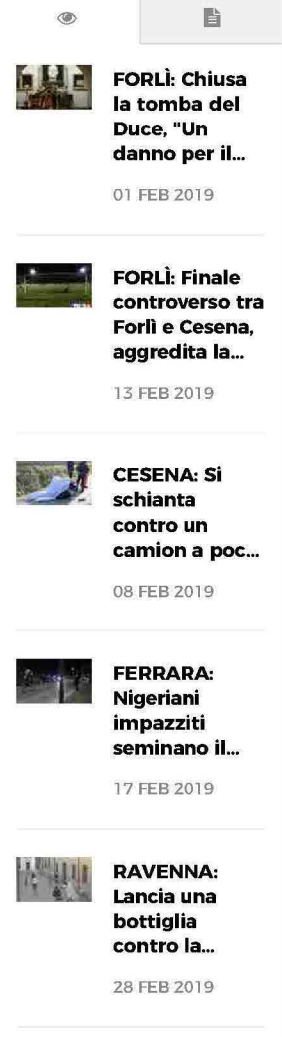 FORLÌ: Chiusa
la tomba del
Duce, "Un
danno per il...
01 FEB 2019
FORLÌ: Finale
controverso tra
Forlì e Cesena,
aggredita la...
13 FEB 2019
CESENA: Si
schianta
contro un
camion a poc...
08 FEB 2019
FERRARA:
Nigeriani
impazziti
seminano il...
17 FEB 2019
RAVENNA:
Lancia una
bottiglia
contro la...
28 FEB 2019